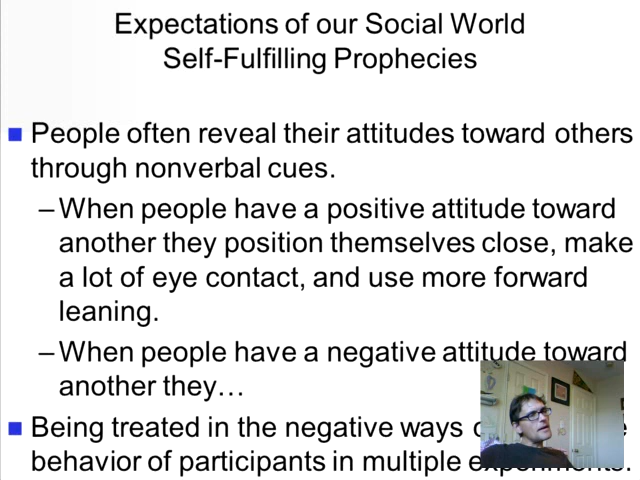 Expectations of our Social World
Self-Fulfilling Prophecies
People often reveal their attitudes toward others
through nonverbal cues.
–When people have a positive attitude toward
another they position themselves close, make
a lot of eye contact, and use more forward
leaning.
–When people have a negative attitude toward
another they…
Being treated in the negative ways
behavior of participants in multiple experiments.